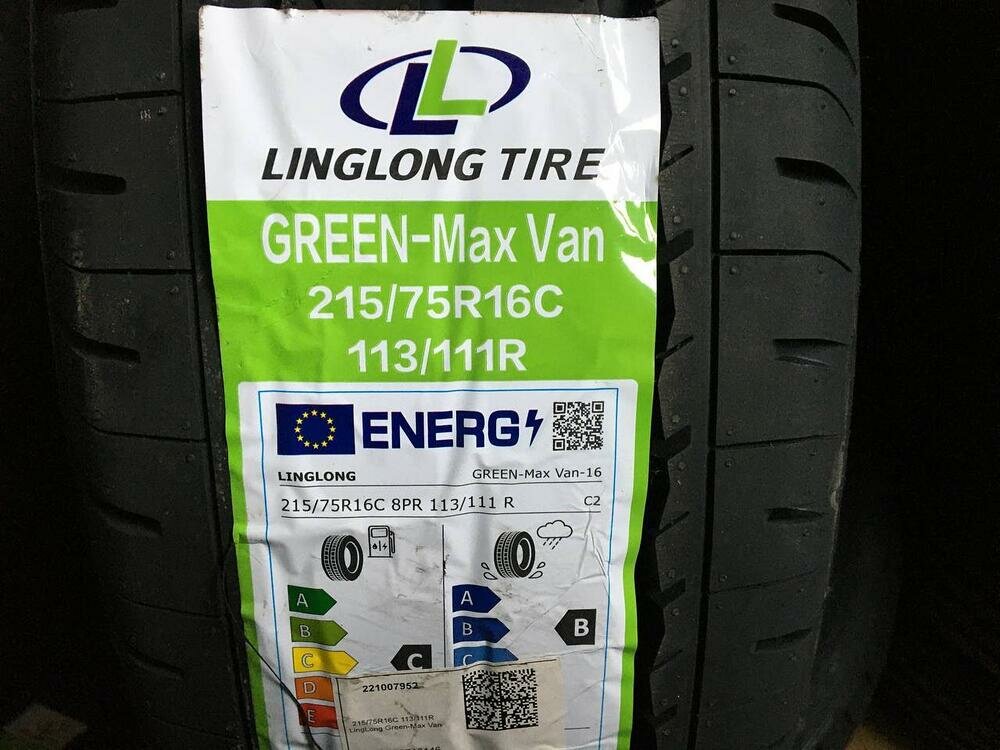 LL
LINGLONG TIRE
GREEN-Max Van
215/75R16C
113/111R
ENERG
LINGLONG GREEN-Max Van-16
215/75R16C 8PR 113/111 R C2
A A
B B B
C C C
D
E
221007952
215/75R16C 113/111R
LingLong Green-Max Van